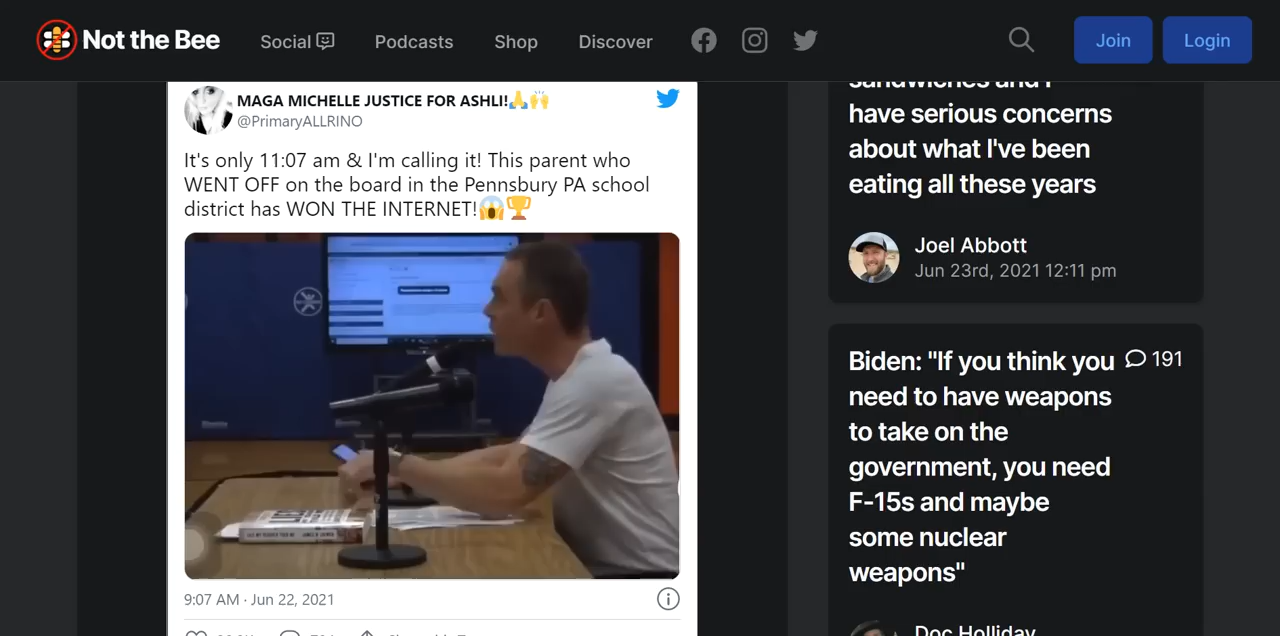 Not the Bee
Social
Podcasts
Shop
Discover
Join
Login
MAGA MICHELLE JUSTICE FOR ASHLI!🙏🙌
@PrimaryALLRINO
It's only 11:07 am & I'm calling it! This parent who
WENT OFF on the board in the Pennsbury PA school
district has WON THE INTERNET!😱🏆
9:07 AM · Jun 22, 2021
sandwiches and I
have serious concerns
about what I've been
eating all these years
Joel Abbott
Jun 23rd, 2021 12:11 pm
Biden: "If you think you
191
need to have weapons
to take on the
government, you need
F-15s and maybe
some nuclear
weapons"
Doc Holliday